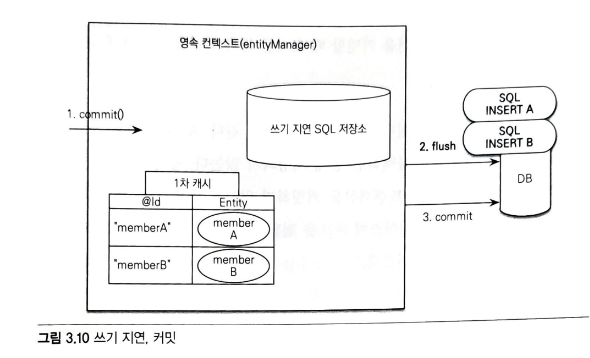 영속 컨텍스트(entityManager)
1. commit()
쓰기 지연 SQL 저장소
SQL
INSERT A
SQL
INSERT B
2. flush
DB
3. commit
1차 캐시
@Id
Entity
"memberA"
member
A
"memberB"
member
B
그림 3.10 쓰기 지연, 커밋